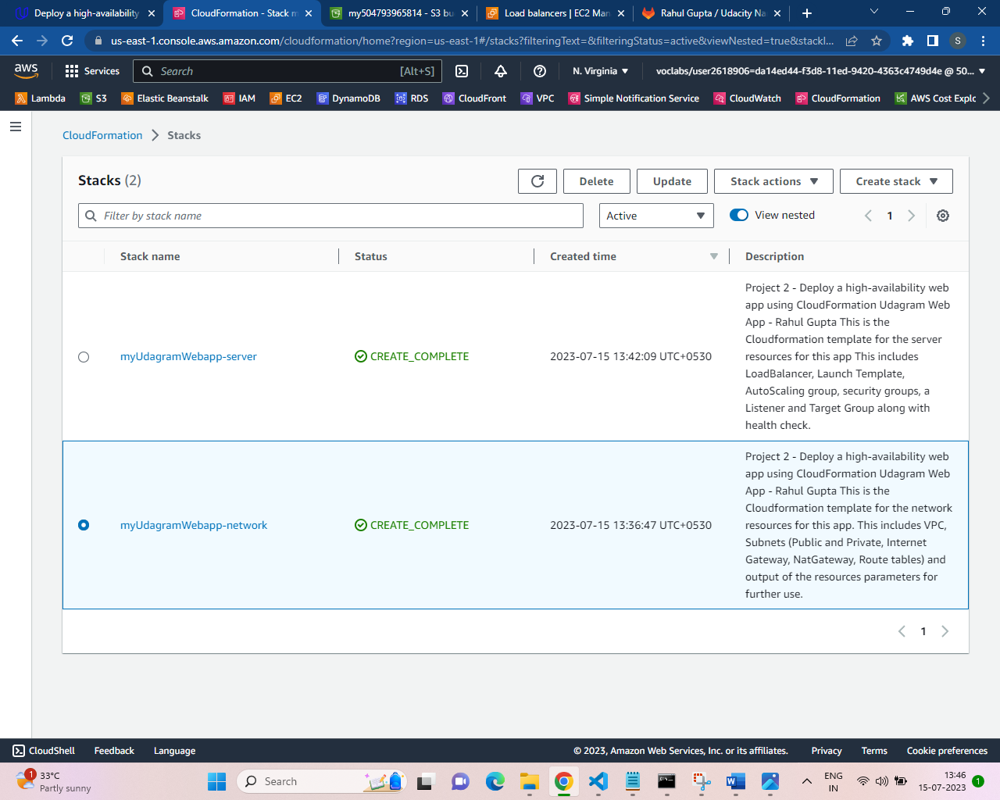 Deploy a high-availability
CloudFormation - Stack m
my504793965814 - S3 bu
Load balancers | EC2 Man
Rahul Gupta / Udacity Na
us-east-1.console.aws.amazon.com/cloudformation/home?region=us-east-1#/stacks?filteringText=&filteringStatus=active&viewNested=true&stackI...
S
aws
Services
Search
[Alt+S]
N. Virginia
voclabs/user2618906=da14ed44-f3d8-11ed-9420-4363c4749d4e @ 50...
Lambda
S3
Elastic Beanstalk
IAM
EC2
DynamoDB
RDS
CloudFront
VPC
Simple Notification Service
CloudWatch
CloudFormation
AWS Cost Explo
CloudFormation
Stacks
Stacks (2)
Delete
Update
Stack actions
Create stack
Filter by stack name
Active
View nested
1
Stack name
Status
Created time
Description
myUdagramWebapp-server
CREATE_COMPLETE
2023-07-15 13:42:09 UTC+0530
Project 2 - Deploy a high-availability web
app using CloudFormation Udagram Web
App - Rahul Gupta This is the
Cloudformation template for the server
resources for this app This includes
LoadBalancer, Launch Template,
AutoScaling group, security groups, a
Listener and Target Group along with
health check.
myUdagramWebapp-network
CREATE_COMPLETE
2023-07-15 13:36:47 UTC+0530
Project 2 - Deploy a high-availability web
app using CloudFormation Udagram Web
App - Rahul Gupta This is the
Cloudformation template for the network
resources for this app. This includes VPC,
Subnets (Public and Private, Internet
Gateway, NatGateway, Route tables) and
output of the resources parameters for
further use.
1
CloudShell
Feedback
Language
© 2023, Amazon Web Services, Inc. or its affiliates.
Privacy
Terms
Cookie preferences
1
33°C
Partly sunny
Search
ENG
IN
13:46
15-07-2023
1